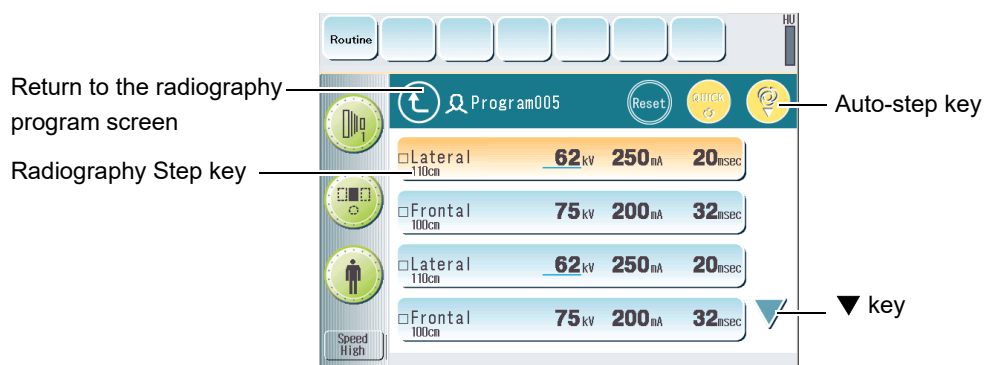 Routine
HU
Return to the radiography
program screen
Program005
Reset
QUICK
Auto-step key
1
Radiography Step key
□Lateral 62kV 250mA 20msec
110cm
□Frontal 75kV 200mA 32msec
100cm
□Lateral 62kV 250mA 20msec
110cm
□Frontal 75kV 200mA 32msec
100cm
▼ key
Speed
High